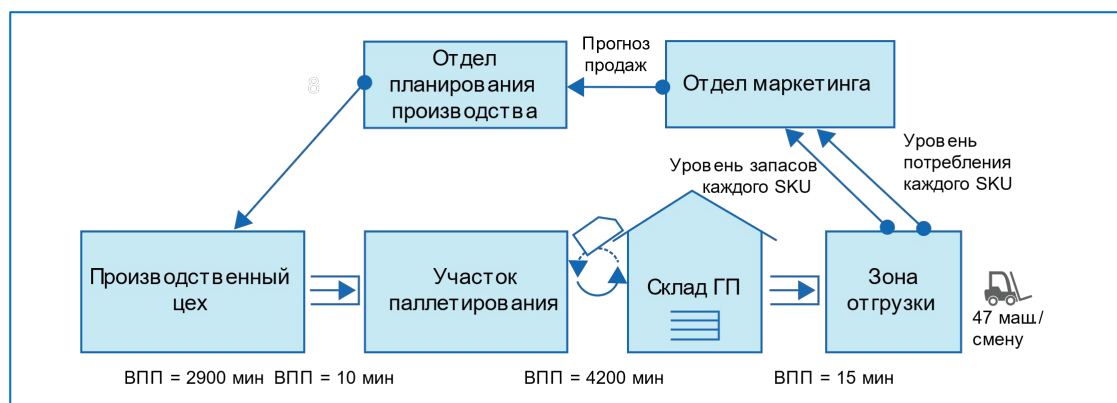 Отдел
планирования
производства
Прогноз
продаж
Отдел маркетинга
8
Уровень запасов
каждого SKU
Уровень
потребления
каждого SKU
Производственный
цех
Участок
паллетирования
Склад ГП
Зона
отгрузки
47 маш/
смену
ВПП = 2900 мин
ВПП = 10 мин
ВПП = 4200 мин
ВПП = 15 мин